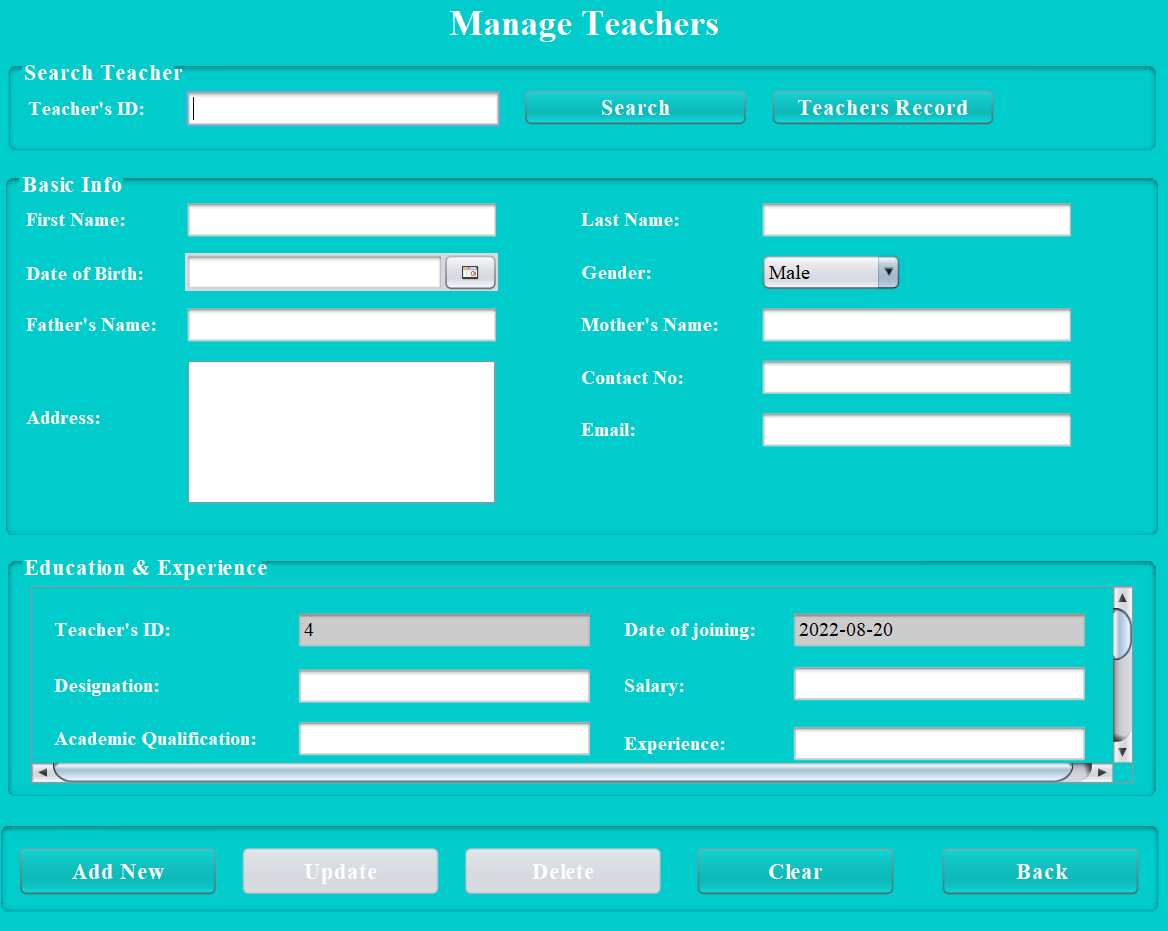 Manage Teachers
Search Teacher
Teacher's ID:
Search
Teachers Record
Basic Info
First Name:
Last Name:
Date of Birth:
Gender:
Male
Father's Name:
Mother's Name:
Contact No:
Address:
Email:
Education & Experience
Teacher's ID:
4
Date of joining:
2022-08-20
Designation:
Salary:
Academic Qualification:
Experience:
Add New
Update
Delete
Clear
Back